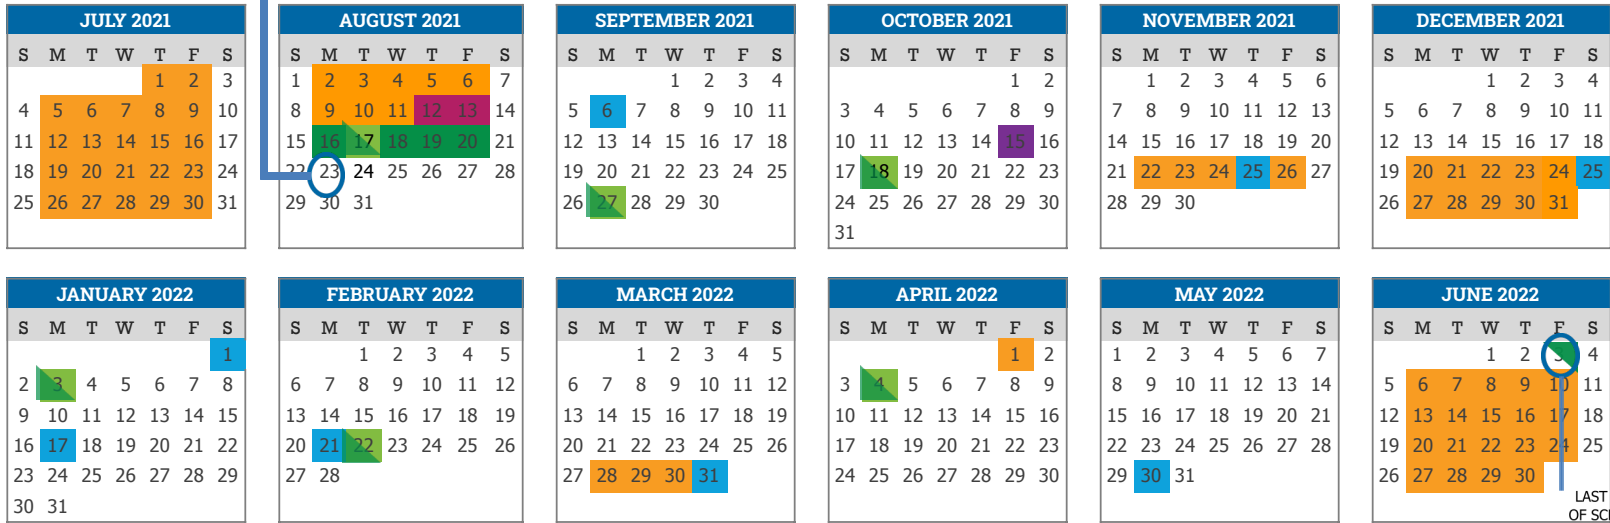 JULY 2021
S M T W T F S
1 2 3
4 5 6 7 8 9 10
11 12 13 14 15 16 17
18 19 20 21 22 23 24
25 26 27 28 29 30 31
AUGUST 2021
S M T W T F S
1 2 3 4 5 6 7
8 9 10 11 12 13 14
15 16 17 18 19 20 21
22 23 24 25 26 27 28
29 30 31
SEPTEMBER 2021
S M T W T F S
1 2 3 4
5 6 7 8 9 10 11
12 13 14 15 16 17 18
19 20 21 22 23 24 25
26 27 28 29 30
OCTOBER 2021
S M T W T F S
1 2
3 4 5 6 7 8 9
10 11 12 13 14 15 16
17 18 19 20 21 22 23
24 25 26 27 28 29 30
31
NOVEMBER 2021
S M T W T F S
1 2 3 4 5 6
7 8 9 10 11 12 13
14 15 16 17 18 19 20
21 22 23 24 25 26 27
28 29 30
DECEMBER 2021
S M T W T F S
1 2 3 4
5 6 7 8 9 10 11
12 13 14 15 16 17 18
19 20 21 22 23 24 25
26 27 28 29 30 31
JANUARY 2022
S M T W T F S
1
2 3 4 5 6 7 8
9 10 11 12 13 14 15
16 17 18 19 20 21 22
23 24 25 26 27 28 29
30 31
FEBRUARY 2022
S M T W T F S
1 2 3 4 5
6 7 8 9 10 11 12
13 14 15 16 17 18 19
20 21 22 23 24 25 26
27 28
MARCH 2022
S M T W T F S
1 2 3 4 5
6 7 8 9 10 11 12
13 14 15 16 17 18 19
20 21 22 23 24 25 26
27 28 29 30 31
APRIL 2022
S M T W T F S
1 2
3 4 5 6 7 8 9
10 11 12 13 14 15 16
17 18 19 20 21 22 23
24 25 26 27 28 29 30
MAY 2022
S M T W T F S
1 2 3 4 5 6 7
8 9 10 11 12 13 14
15 16 17 18 19 20 21
22 23 24 25 26 27 28
29 30 31
JUNE 2022
S M T W T F S
1 2 3 4
5 6 7 8 9 10 11
12 13 14 15 16 17 18
19 20 21 22 23 24 25
26 27 28 29 30
LAST
OF SC